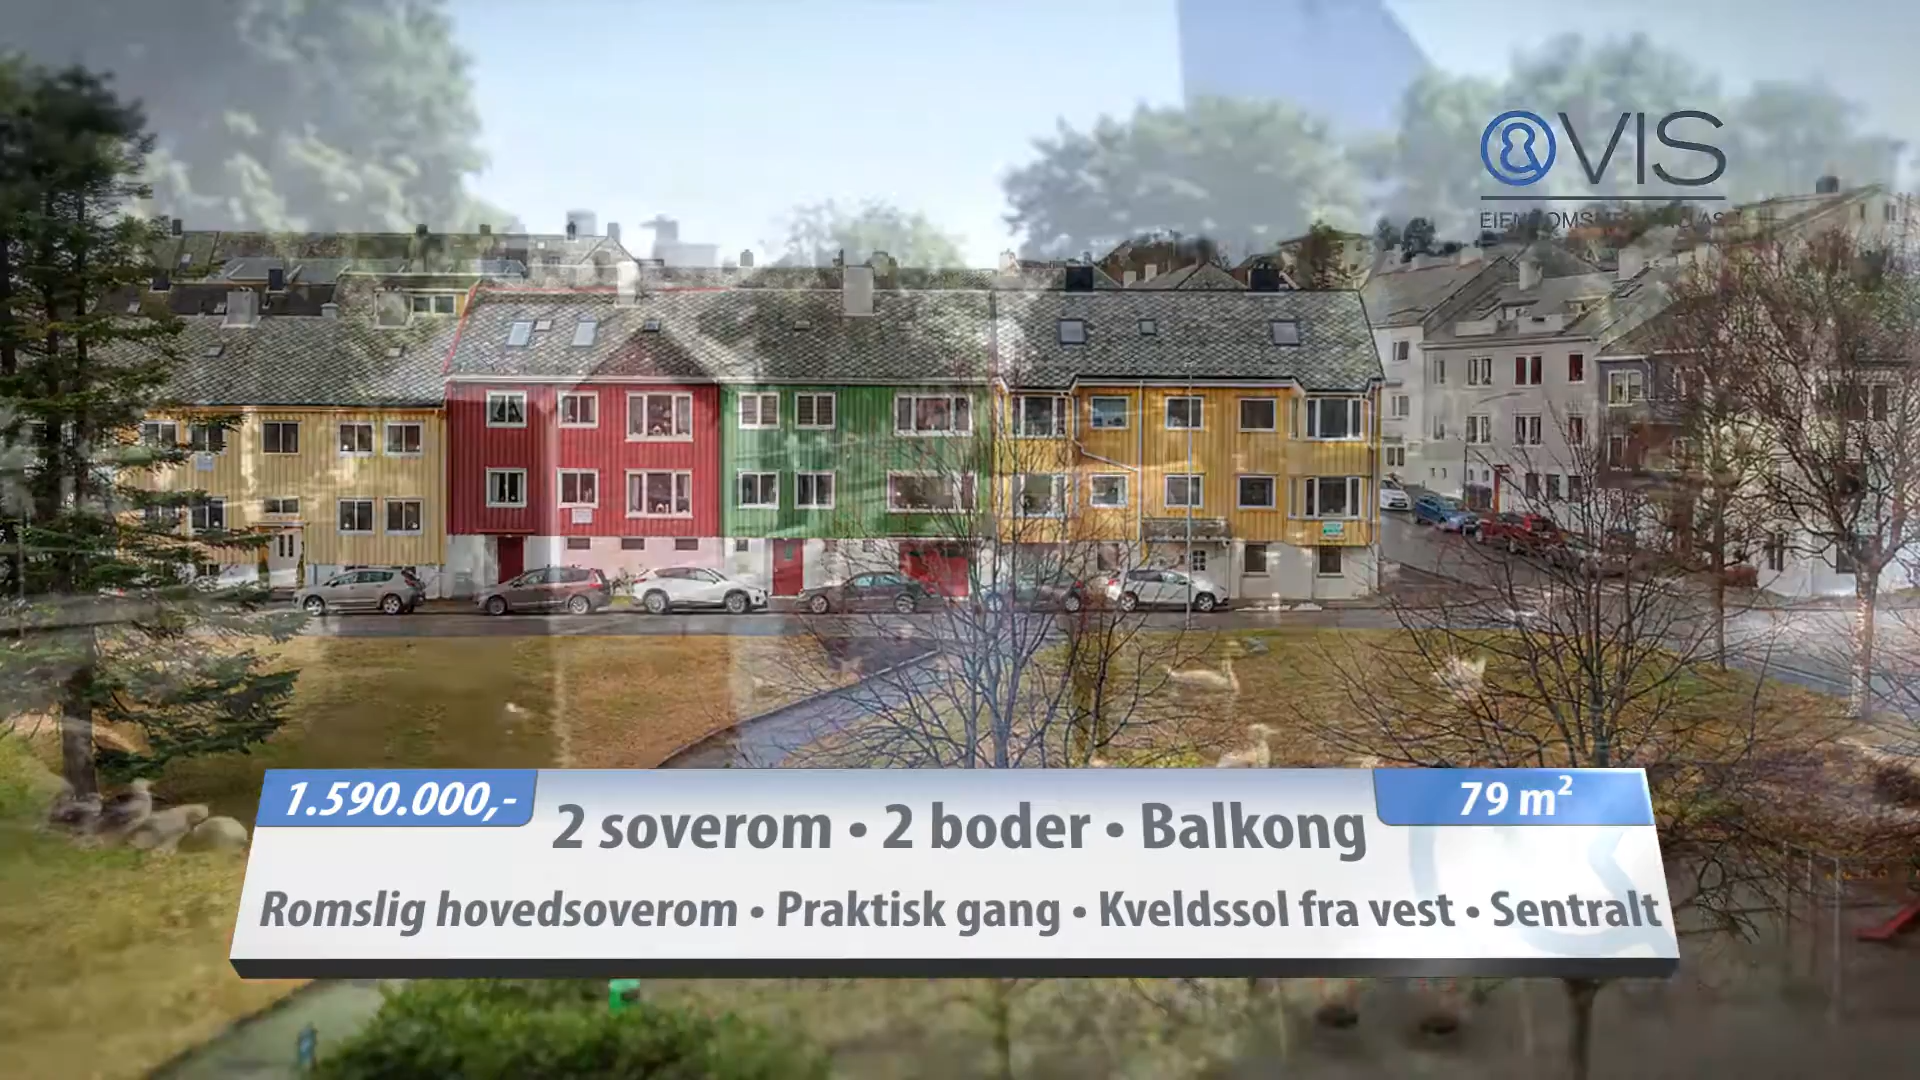 VIS
1.590.000,-
79 m²
2 soverom • 2 boder • Balkong
Romslig hovedsoverom • Praktisk gang • Kveldssol fra vest • Sentralt